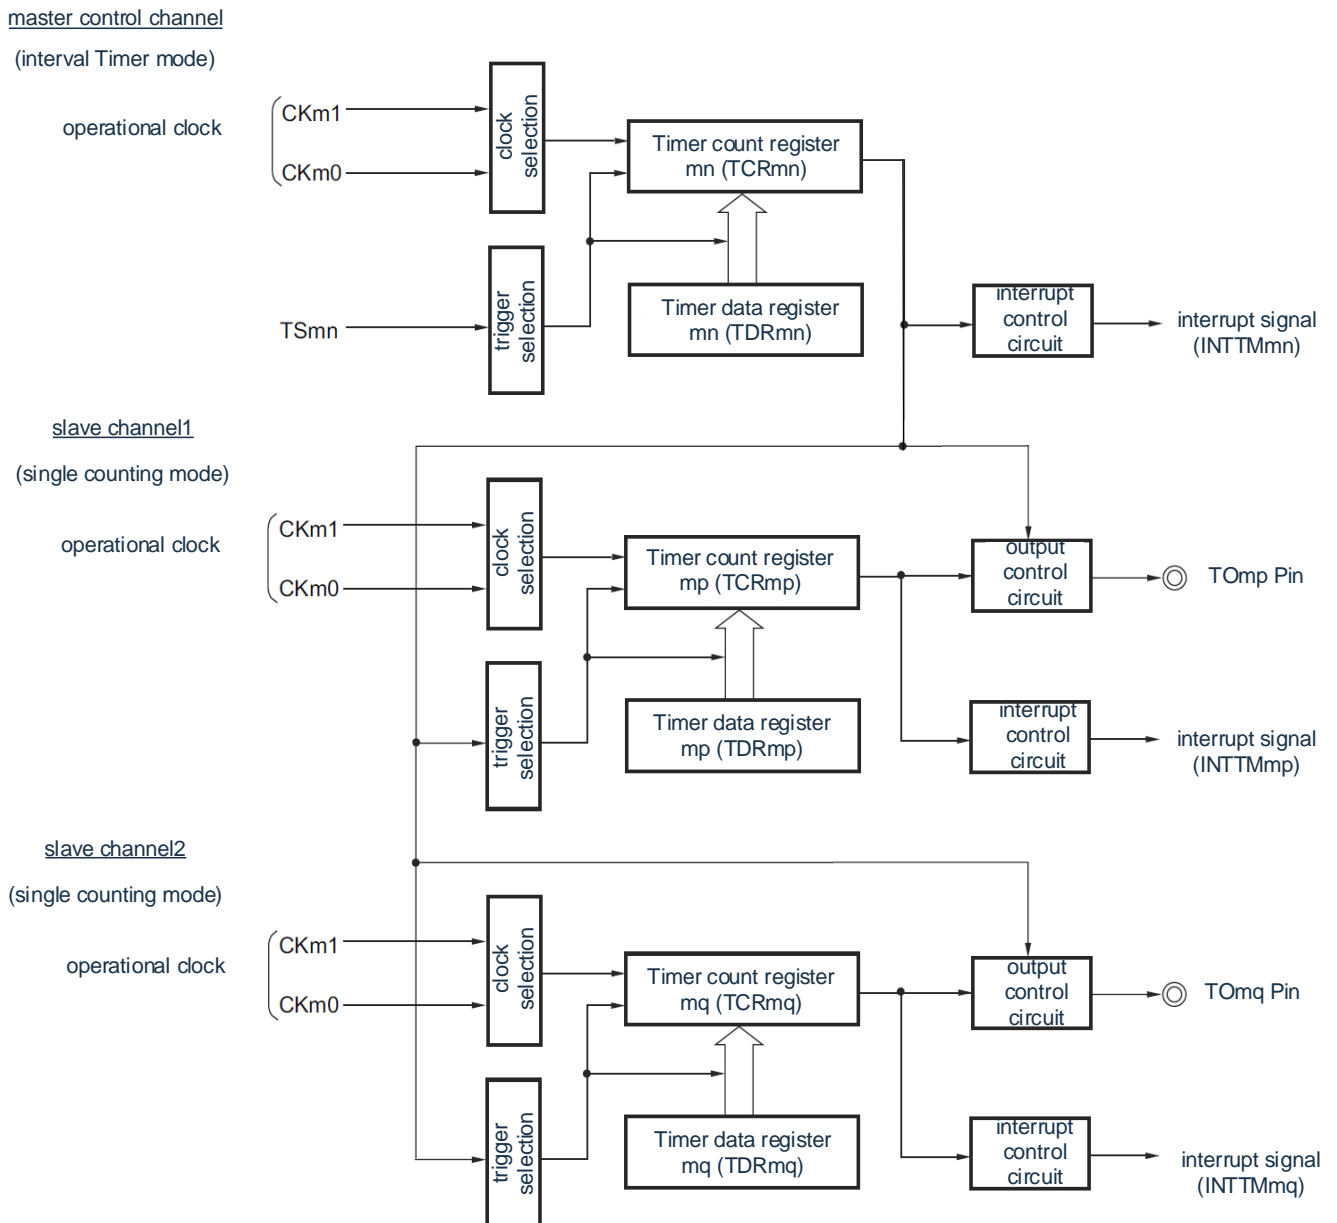 master control channel
(interval Timer mode)
operational clock
CKm1
CKm0
clock
selection
Timer count register
mn (TCRmn)
TSmn
trigger
selection
Timer data register
mn (TDRmn)
interrupt
control
circuit
interrupt signal
(INTTMmn)
slave channel1
(single counting mode)
operational clock
CKm1
CKm0
clock
selection
Timer count register
mp (TCRmp)
output
control
circuit
TOmp Pin
trigger
selection
Timer data register
mp (TDRmp)
interrupt
control
circuit
interrupt signal
(INTTMmp)
slave channel2
(single counting mode)
operational clock
CKm1
CKm0
clock
selection
Timer count register
mq (TCRmq)
output
control
circuit
TOmq Pin
trigger
selection
Timer data register
mq (TDRmq)
interrupt
control
circuit
interrupt signal
(INTTMmq)